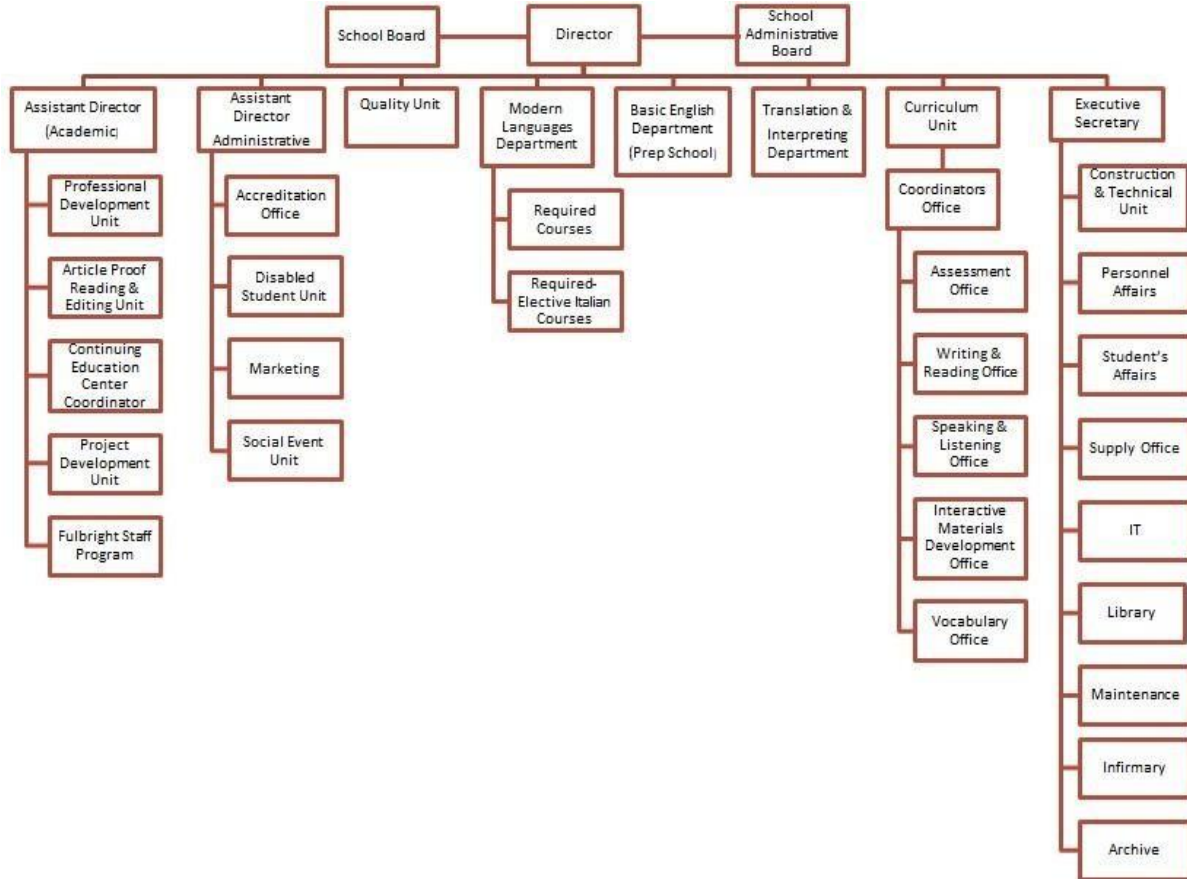 School Board
Director
School
Administrative
Board
Assistant Director
(Academic)
Assistant
Director
Administrative
Quality Unit
Modern
Languages
Department
Basic English
Department
(Prep School)
Translation &
Interpreting
Department
Curriculum
Unit
Executive
Secretary
Professional
Development
Unit
Article Proof
Reading &
Editing Unit
Continuing
Education
Center
Coordinator
Project
Development
Unit
Fulbright Staff
Program
Accreditation
Office
Disabled
Student Unit
Marketing
Social Event
Unit
Required
Courses
Required-
Elective Italian
Courses
Coordinators
Office
Assessment
Office
Writing &
Reading Office
Speaking &
Listening
Office
Interactive
Materials
Development
Office
Vocabulary
Office
Construction
& Technical
Unit
Personnel
Affairs
Student's
Affairs
Supply Office
IT
Library
Maintenance
Infirmary
Archive